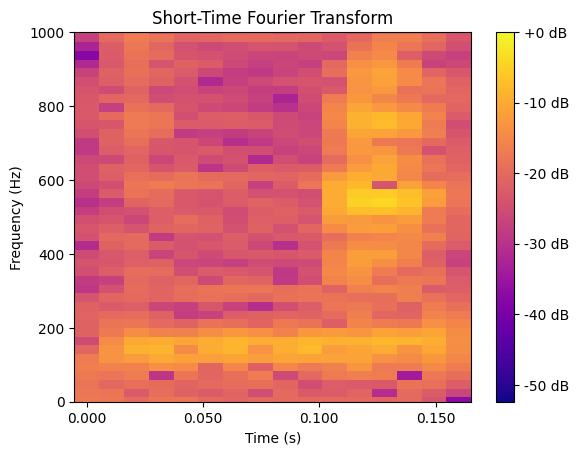 Short-Time Fourier Transform
Frequency (Hz)
1000
800
600
400
200
0
0.000
0.050
0.100
0.150
Time (s)
+0 dB
-10 dB
-20 dB
-30 dB
-40 dB
-50 dB